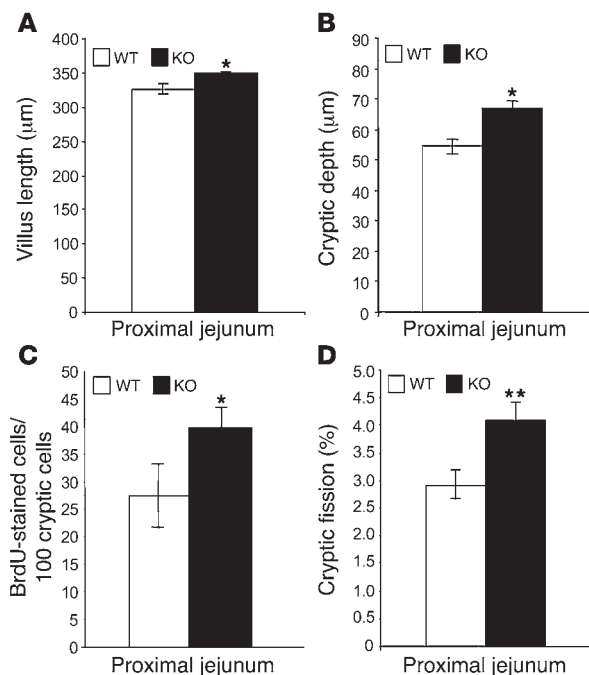 A
WT KO
*
Villus length (μm)
400
350
300
250
200
150
100
50
0
Proximal jejunum
B
WT KO
*
Cryptic depth (μm)
90
80
70
60
50
40
30
20
10
0
Proximal jejunum
C
WT KO
*
BrdU-stained cells/
100 cryptic cells
50
45
40
35
30
25
20
15
10
5
0
Proximal jejunum
D
WT KO
**
Cryptic fission (%)
5.0
4.5
4.0
3.5
3.0
2.5
2.0
1.5
1.0
0.5
0
Proximal jejunum